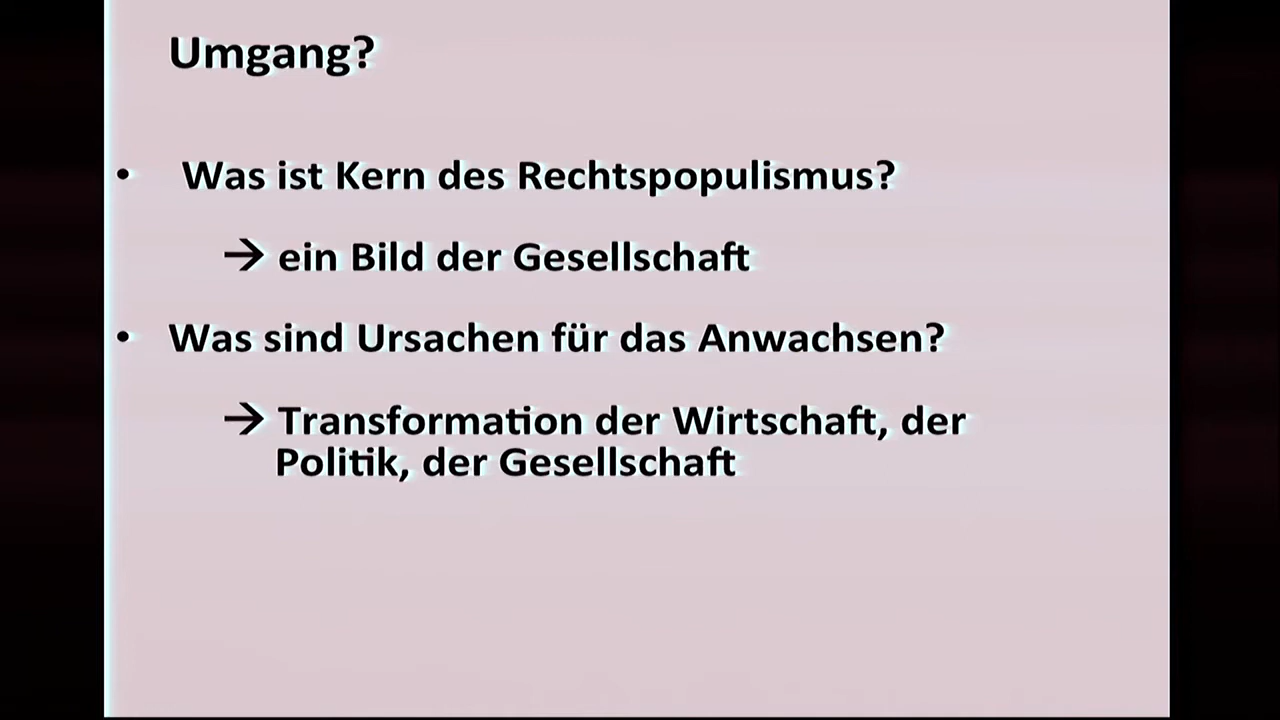 Umgang?
• Was ist Kern des Rechtspopulismus?
→ ein Bild der Gesellschaft
• Was sind Ursachen für das Anwachsen?
→ Transformation der Wirtschaft, der
Politik, der Gesellschaft